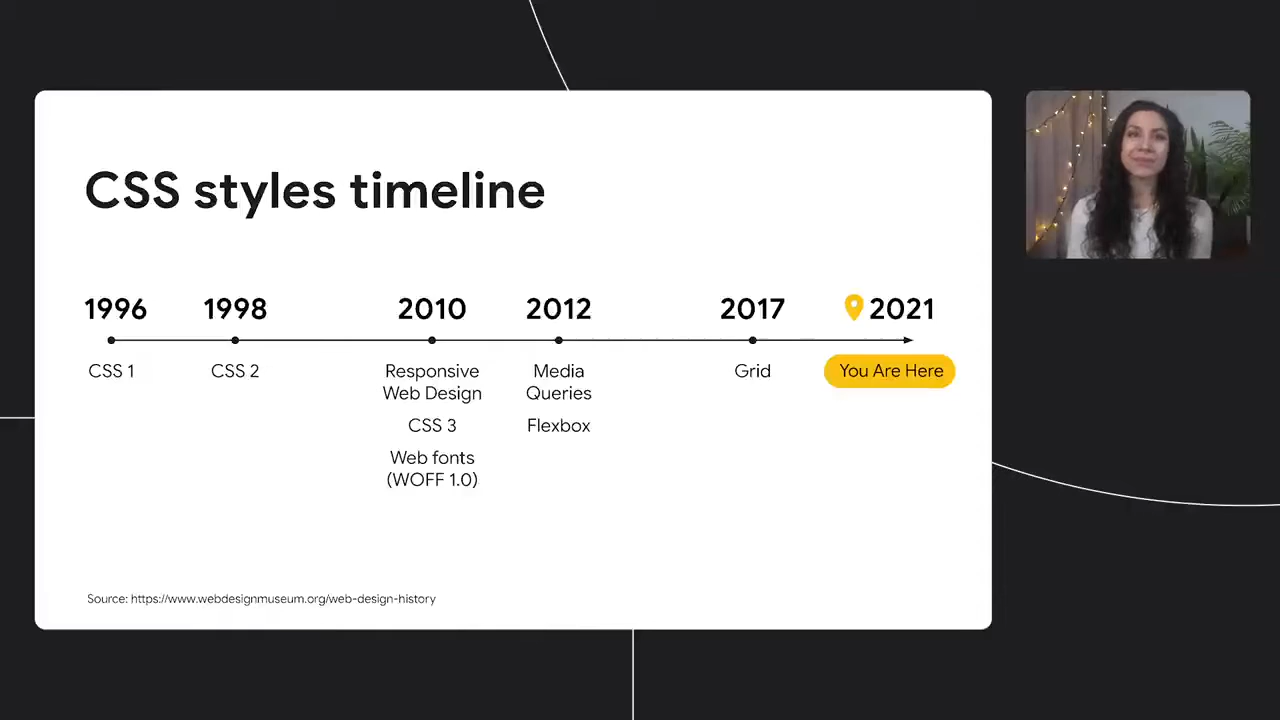 CSS styles timeline
1996
1998
2010
2012
2017
2021
CSS 1
CSS 2
Responsive
Web Design
CSS 3
Web fonts
(WOFF 1.0)
Media
Queries
Flexbox
Grid
You Are Here
Source: https://www.webdesignmuseum.org/web-design-history